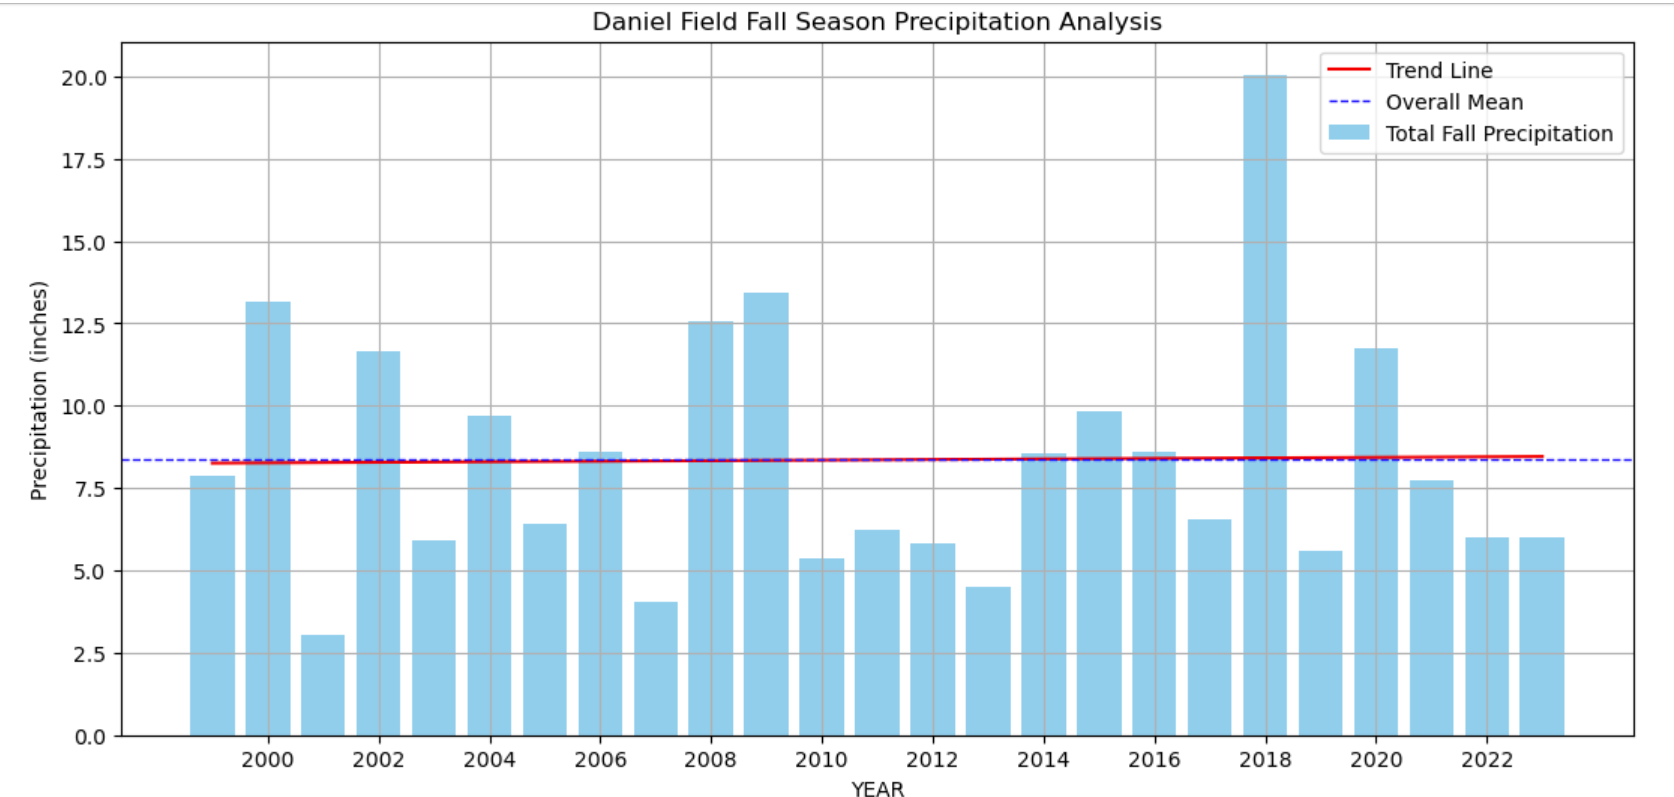 Daniel Field Fall Season Precipitation Analysis
Trend Line
Overall Mean
Total Fall Precipitation
Precipitation (inches)
20.0
17.5
15.0
12.5
10.0
7.5
5.0
2.5
0.0
2000 2002 2004 2006 2008 2010 2012 2014 2016 2018 2020 2022
YEAR